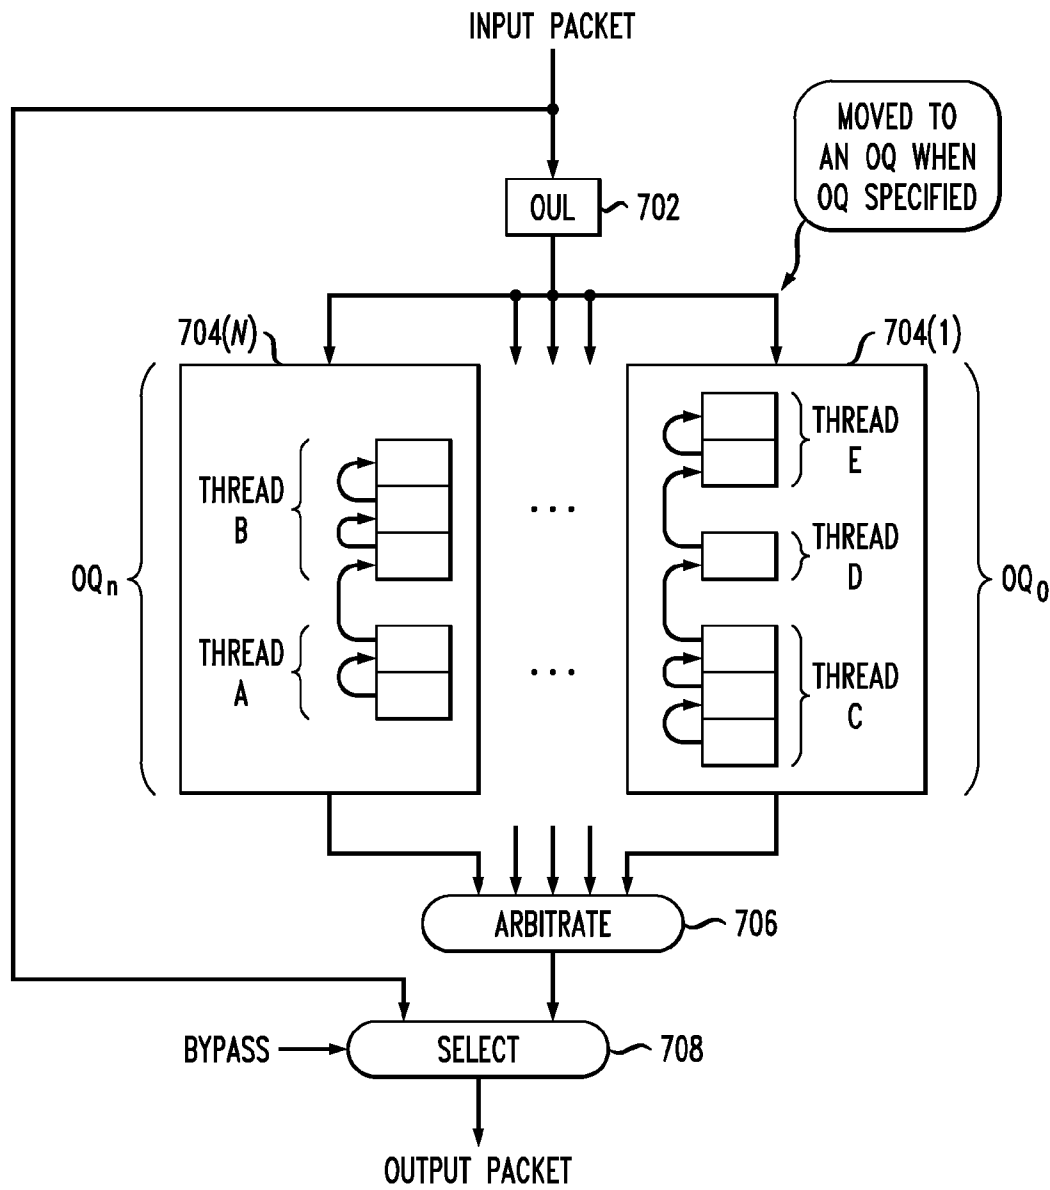 INPUT PACKET
MOVED TO
AN OQ WHEN
OQ SPECIFIED
OUL
702
704(N)
704(1)
THREAD
E
THREAD
B
. . .
THREAD
D
OQn
OQ0
THREAD
A
. . .
THREAD
C
ARBITRATE
706
BYPASS
SELECT
708
OUTPUT PACKET